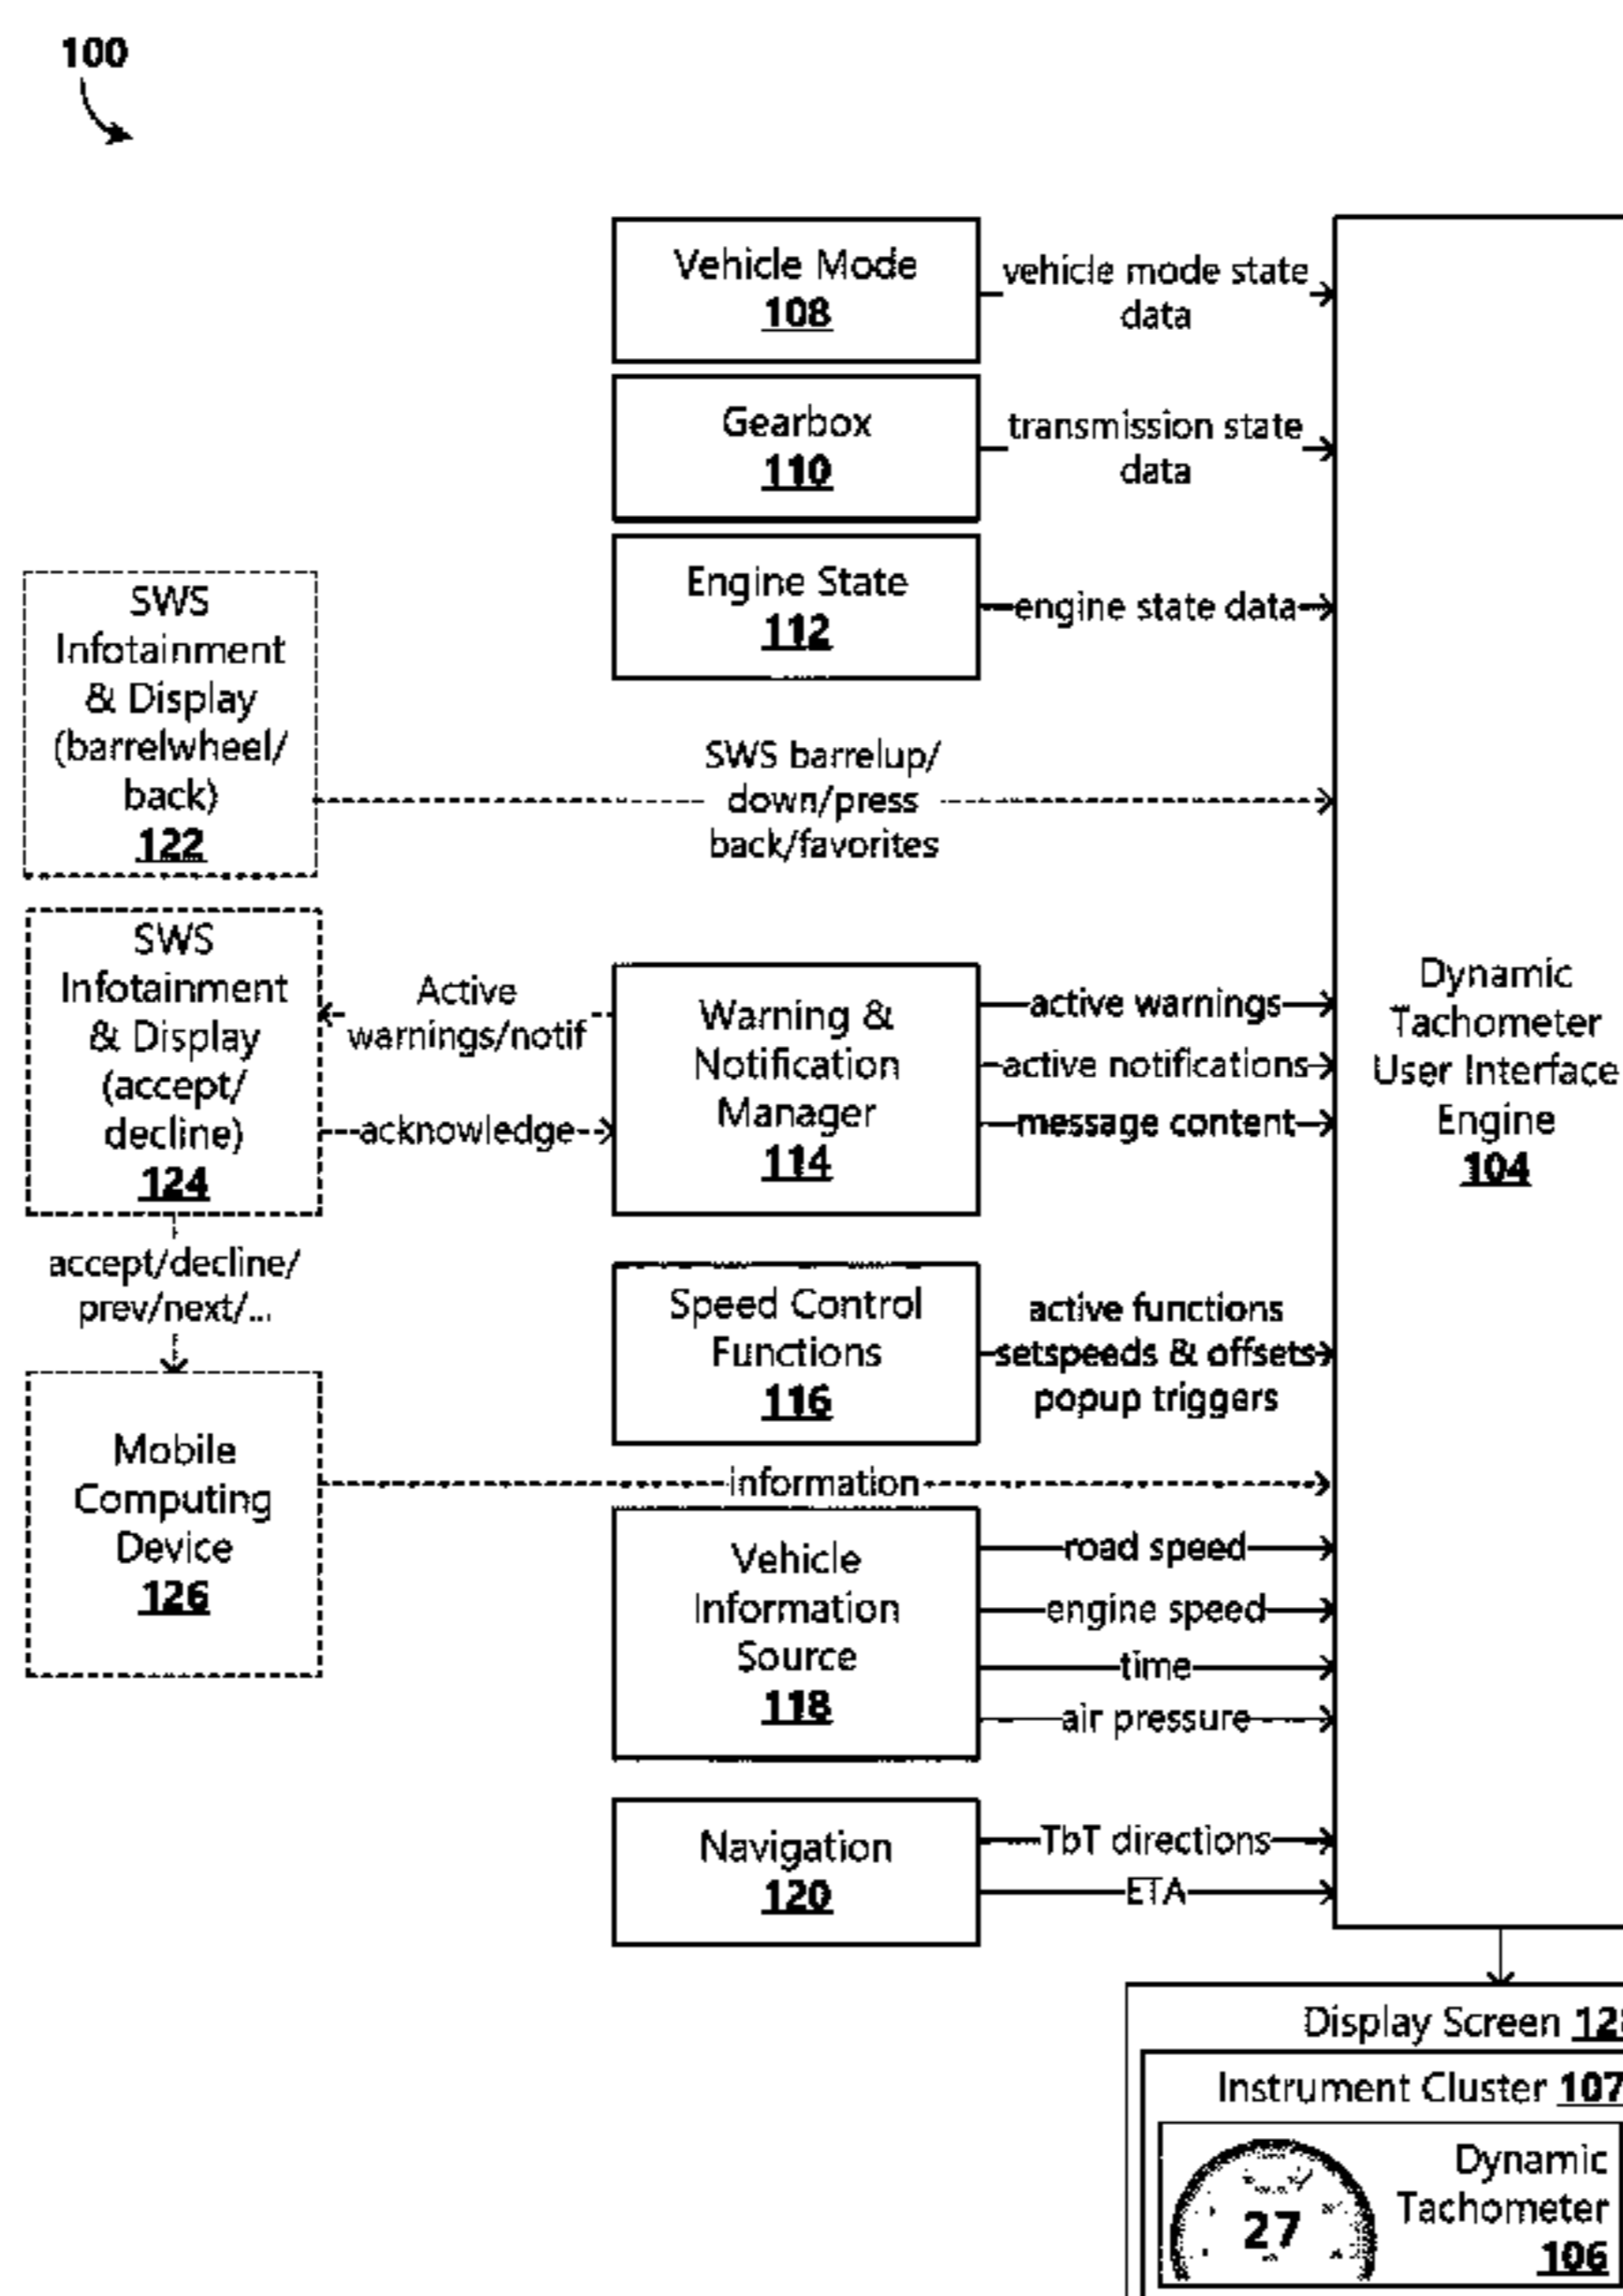 100
Vehicle Mode
108
vehicle mode state
data
Gearbox
110
transmission state
data
Engine State
112
engine state data
SWS
Infotainment
& Display
(barrelwheel/
back)
122
SWS barrelup/
down/press
back/favorites
SWS
Infotainment
& Display
(accept/
decline)
124
Active
warnings/notif
acknowledge
Warning &
Notification
Manager
114
active warnings
active notifications
message content
Dynamic
Tachometer
User Interface
Engine
104
accept/decline/
prev/next/...
Speed Control
Functions
116
active functions
setspeeds & offsets
popup triggers
Mobile
Computing
Device
126
information
Vehicle
Information
Source
118
road speed
engine speed
time
air pressure
Navigation
120
TbT directions
ETA
Display Screen
Instrument Cluster 107
27
Dynamic
Tachometer
106